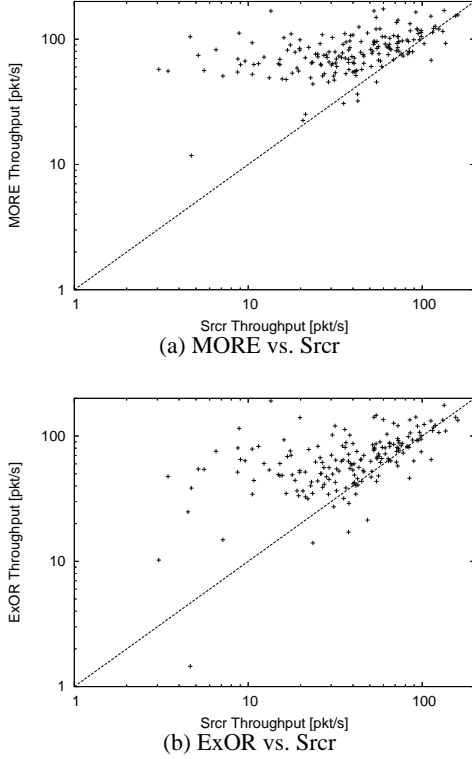 MORE Throughput [pkt/s]
100
10
1
1 10 100
Srcr Throughput [pkt/s]
(a) MORE vs. Srcr
ExOR Throughput [pkt/s]
100
10
1
1 10 100
Srcr Throughput [pkt/s]
(b) ExOR vs. Srcr